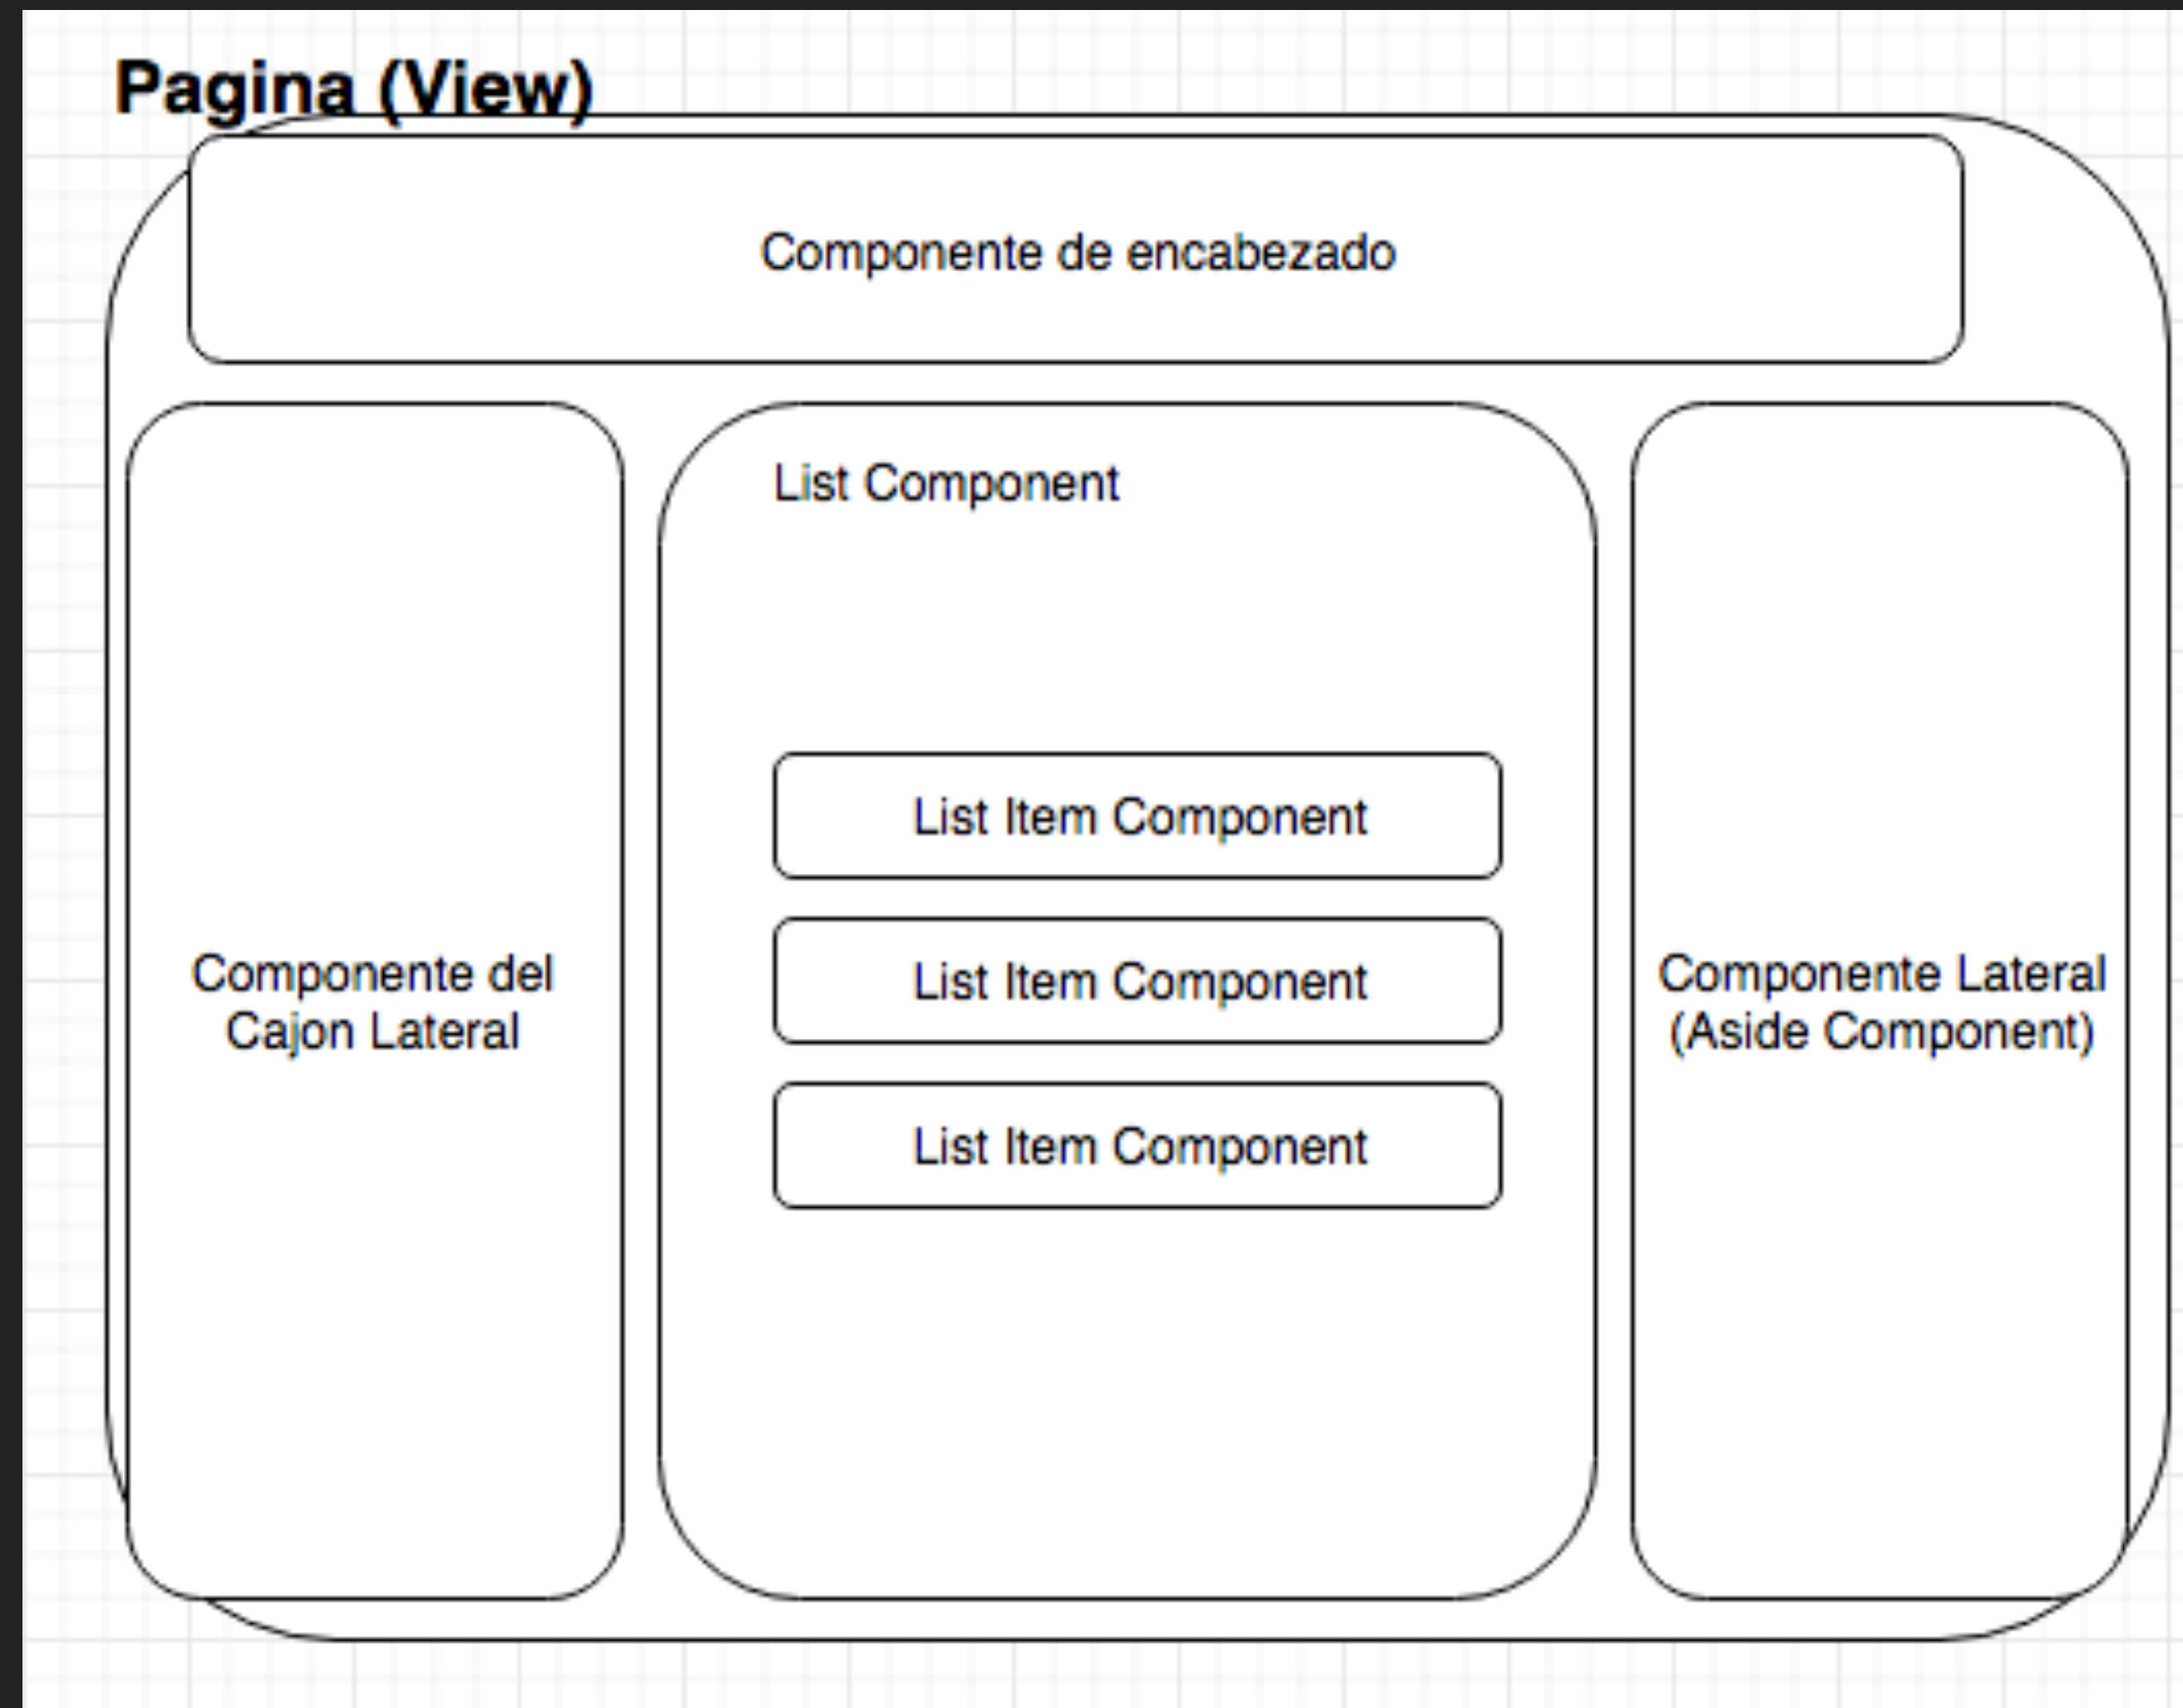 Pagina (View)
Componente de encabezado
List Component
List Item Component
List Item Component
List Item Component
Componente del
Cajon Lateral
Componente Lateral
(Aside Component)